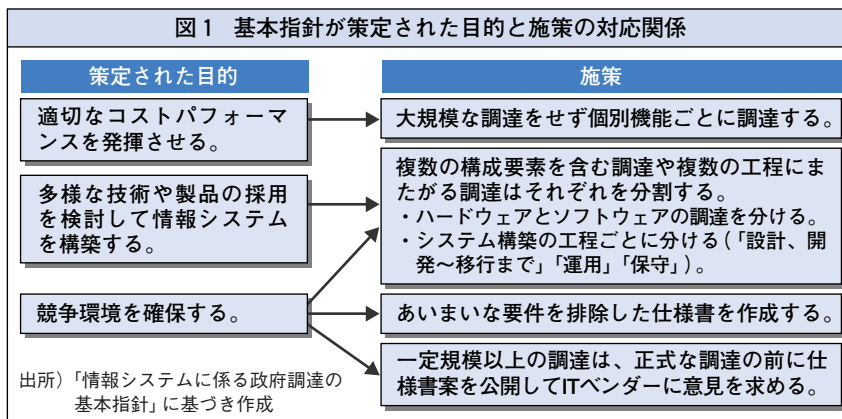 図1 基本指針が策定された目的と施策の対応関係
策定された目的
適切なコストパフォーマ
ンスを発揮させる。
多様な技術や製品の採用
を検討して情報システム
を構築する。
競争環境を確保する。
出所)「情報システムに係る政府調達の
基本指針」に基づき作成
施策
大規模な調達をせず個別機能ごとに調達する。
複数の構成要素を含む調達や複数の工程にま
たがる調達はそれぞれを分割する。
・ハードウェアとソフトウェアの調達を分ける。
・システム構築の工程ごとに分ける(「設計、開
発~移行まで」「運用」「保守」)。
あいまいな要件を排除した仕様書を作成する。
一定規模以上の調達は、正式な調達の前に仕
様書案を公開してITベンダーに意見を求める。